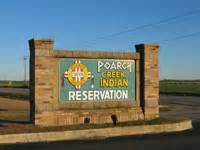 POARCH
CREEK INDIAN
RESERVATION